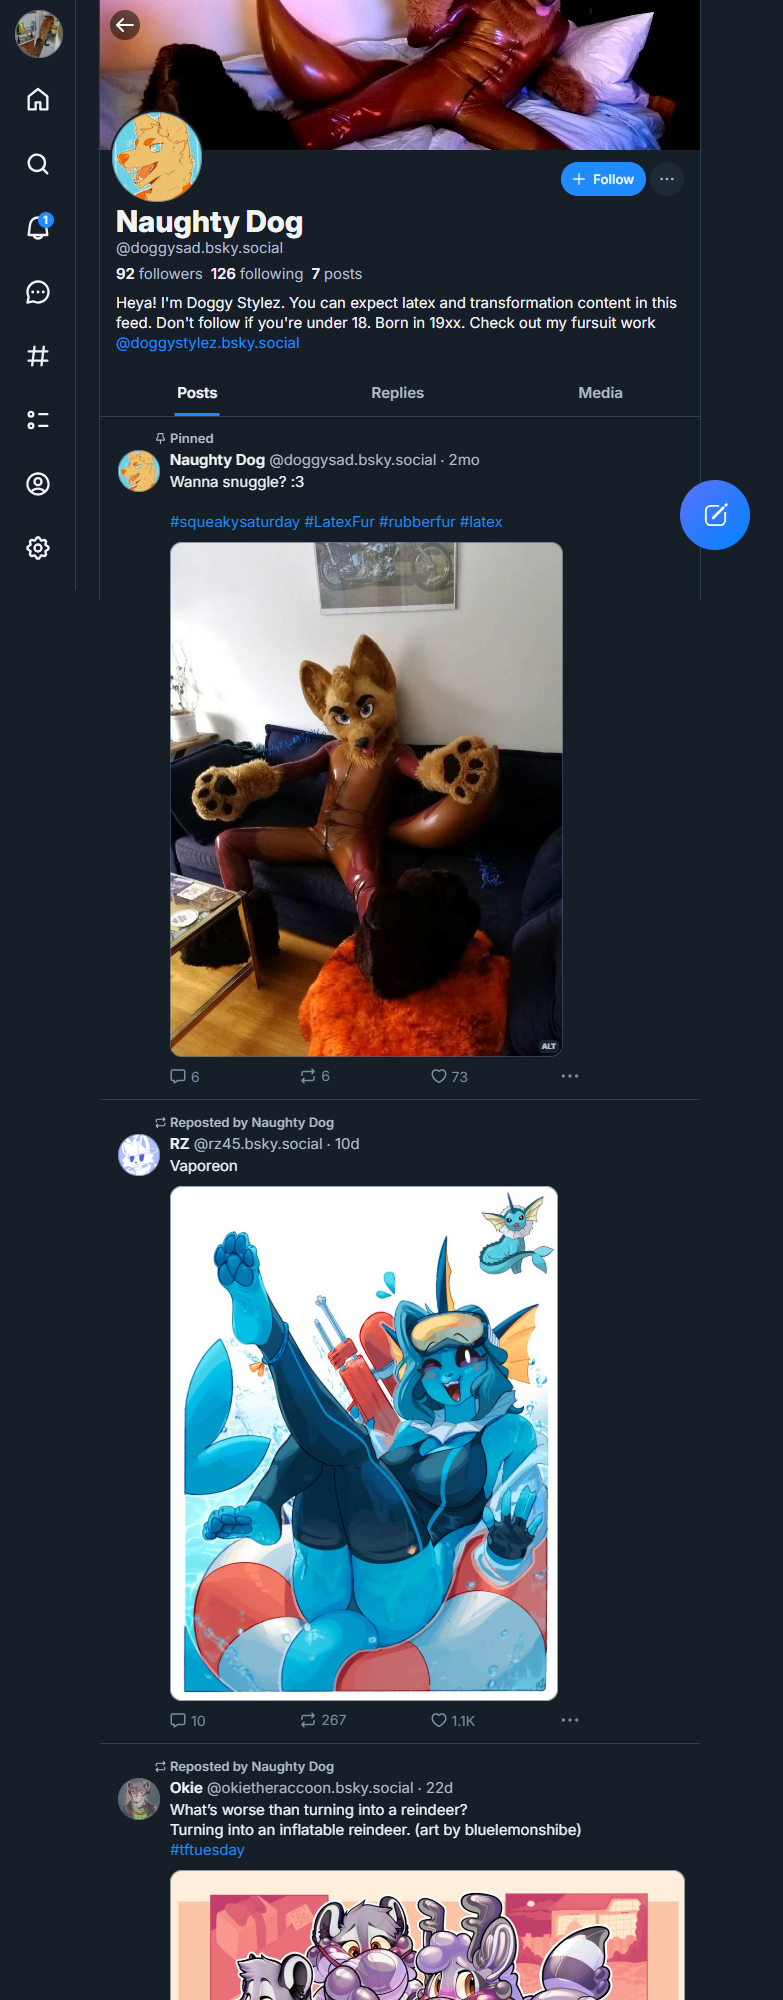 1
Follow
Naughty Dog
@doggysad.bsky.social
92 followers 126 following 7 posts
Heya! I'm Doggy Stylez. You can expect latex and transformation content in this
feed. Don't follow if you're under 18. Born in 19xx. Check out my fursuit work
@doggystylez.bsky.social
Posts Replies Media
Pinned
Naughty Dog @doggysad.bsky.social · 2mo
Wanna snuggle? :3
#squeakysaturday #LatexFur #rubberfur #latex
ALT
6 6 73
Reposted by Naughty Dog
RZ @rz45.bsky.social · 10d
Vaporeon
10 267 1.1K
Reposted by Naughty Dog
Okie @okietheraccoon.bsky.social · 22d
What’s worse than turning into a reindeer?
Turning into an inflatable reindeer. (art by bluelemonshibe)
#tftuesday